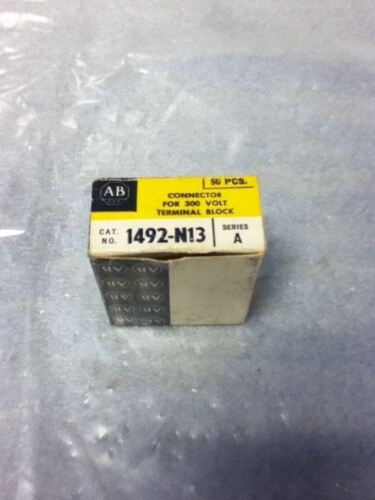 AB
50 PCS.
CONNECTOR
FOR 300 VOLT
TERMINAL BLOCK
CAT. NO. 1492-N13
SERIES A